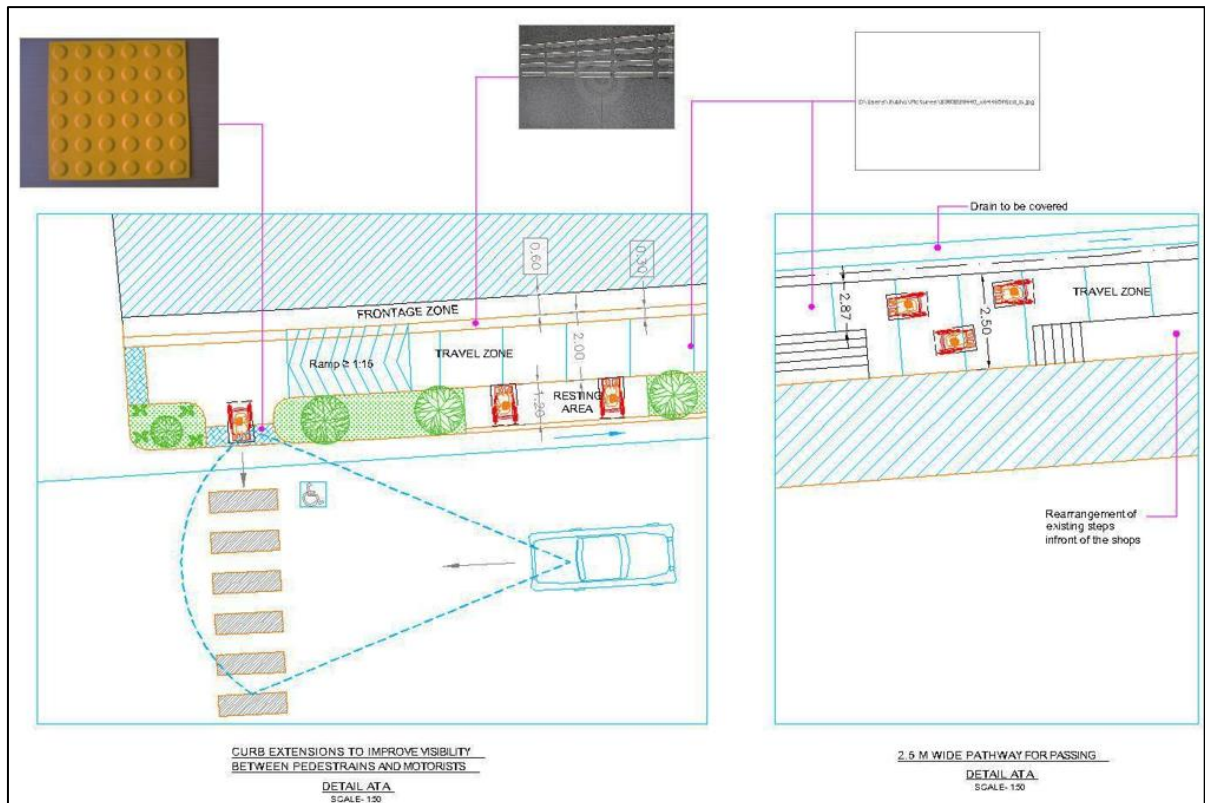 Drain to be covered
0.60
0.30
FRONTAGE ZONE
Ramp ≥ 1:15
TRAVEL ZONE
2.00
1.20
RESTING
AREA
2.87
2.50
TRAVEL ZONE
Rearrangement of
existing steps
infront of the shops
CURB EXTENSIONS TO IMPROVE VISIBILITY
BETWEEN PEDESTRAINS AND MOTORISTS
DETAIL AT A
SCALE- 1:50
2.5 M WIDE PATHWAY FOR PASSING
DETAIL AT A
SCALE- 1:50